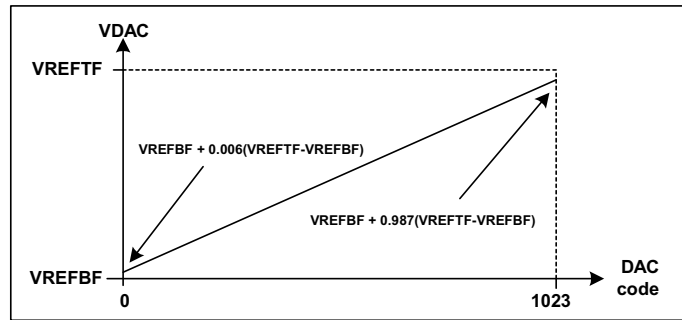 VDAC
VREFTF
VREFBF + 0.006(VREFTF-VREFBF)
VREFBF + 0.987(VREFTF-VREFBF)
VREFBF
0
1023
DAC
code